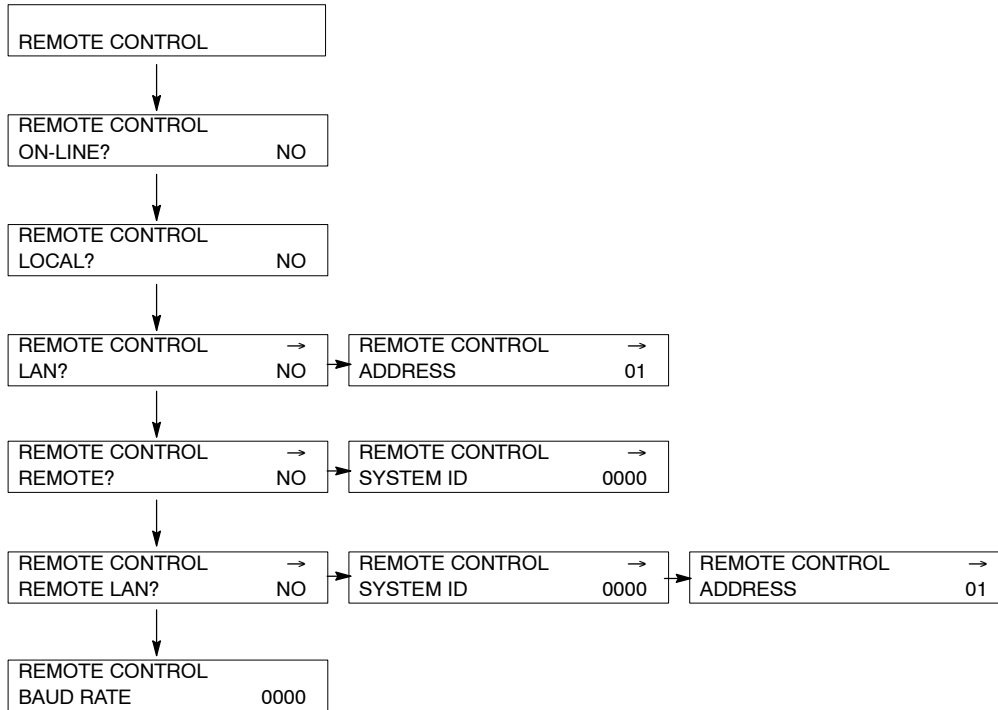 REMOTE CONTROL
REMOTE CONTROL
ON-LINE? NO
REMOTE CONTROL
LOCAL? NO
REMOTE CONTROL →
LAN? NO
REMOTE CONTROL →
ADDRESS 01
REMOTE CONTROL →
REMOTE? NO
REMOTE CONTROL →
SYSTEM ID 0000
REMOTE CONTROL →
REMOTE LAN? NO
REMOTE CONTROL →
SYSTEM ID 0000
REMOTE CONTROL →
ADDRESS 01
REMOTE CONTROL
BAUD RATE 0000